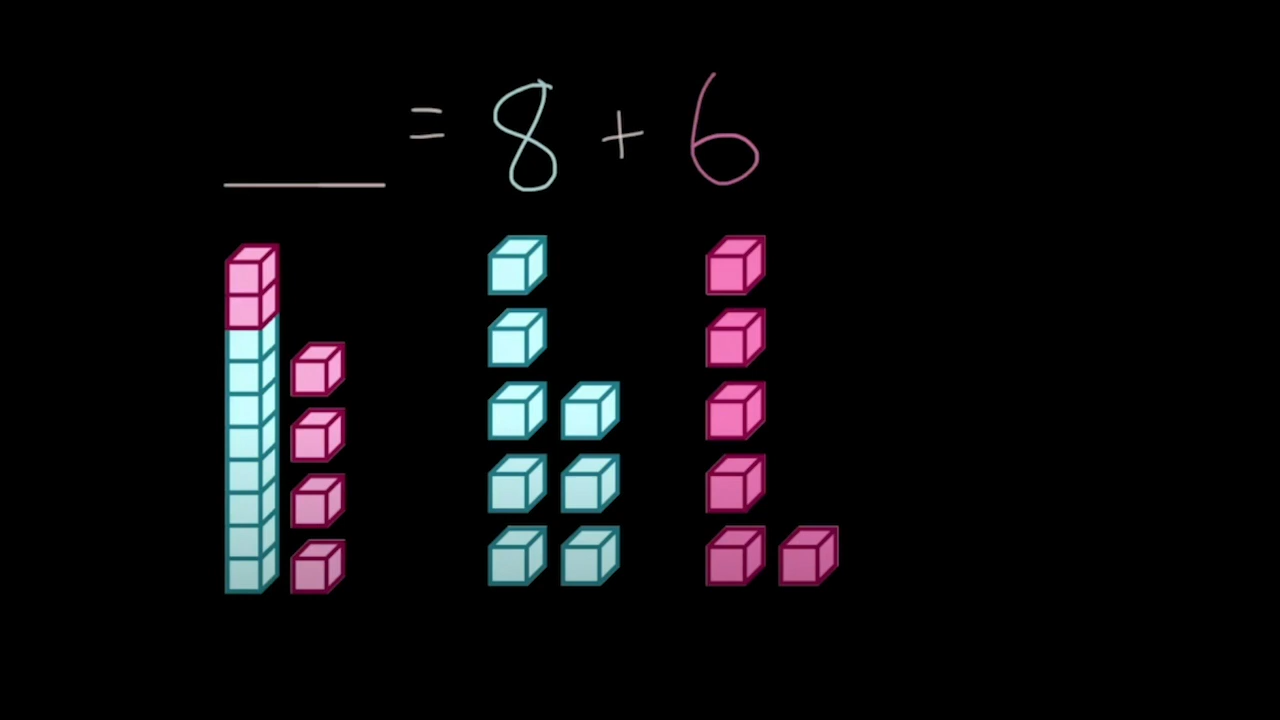 ____ = 8 + 6